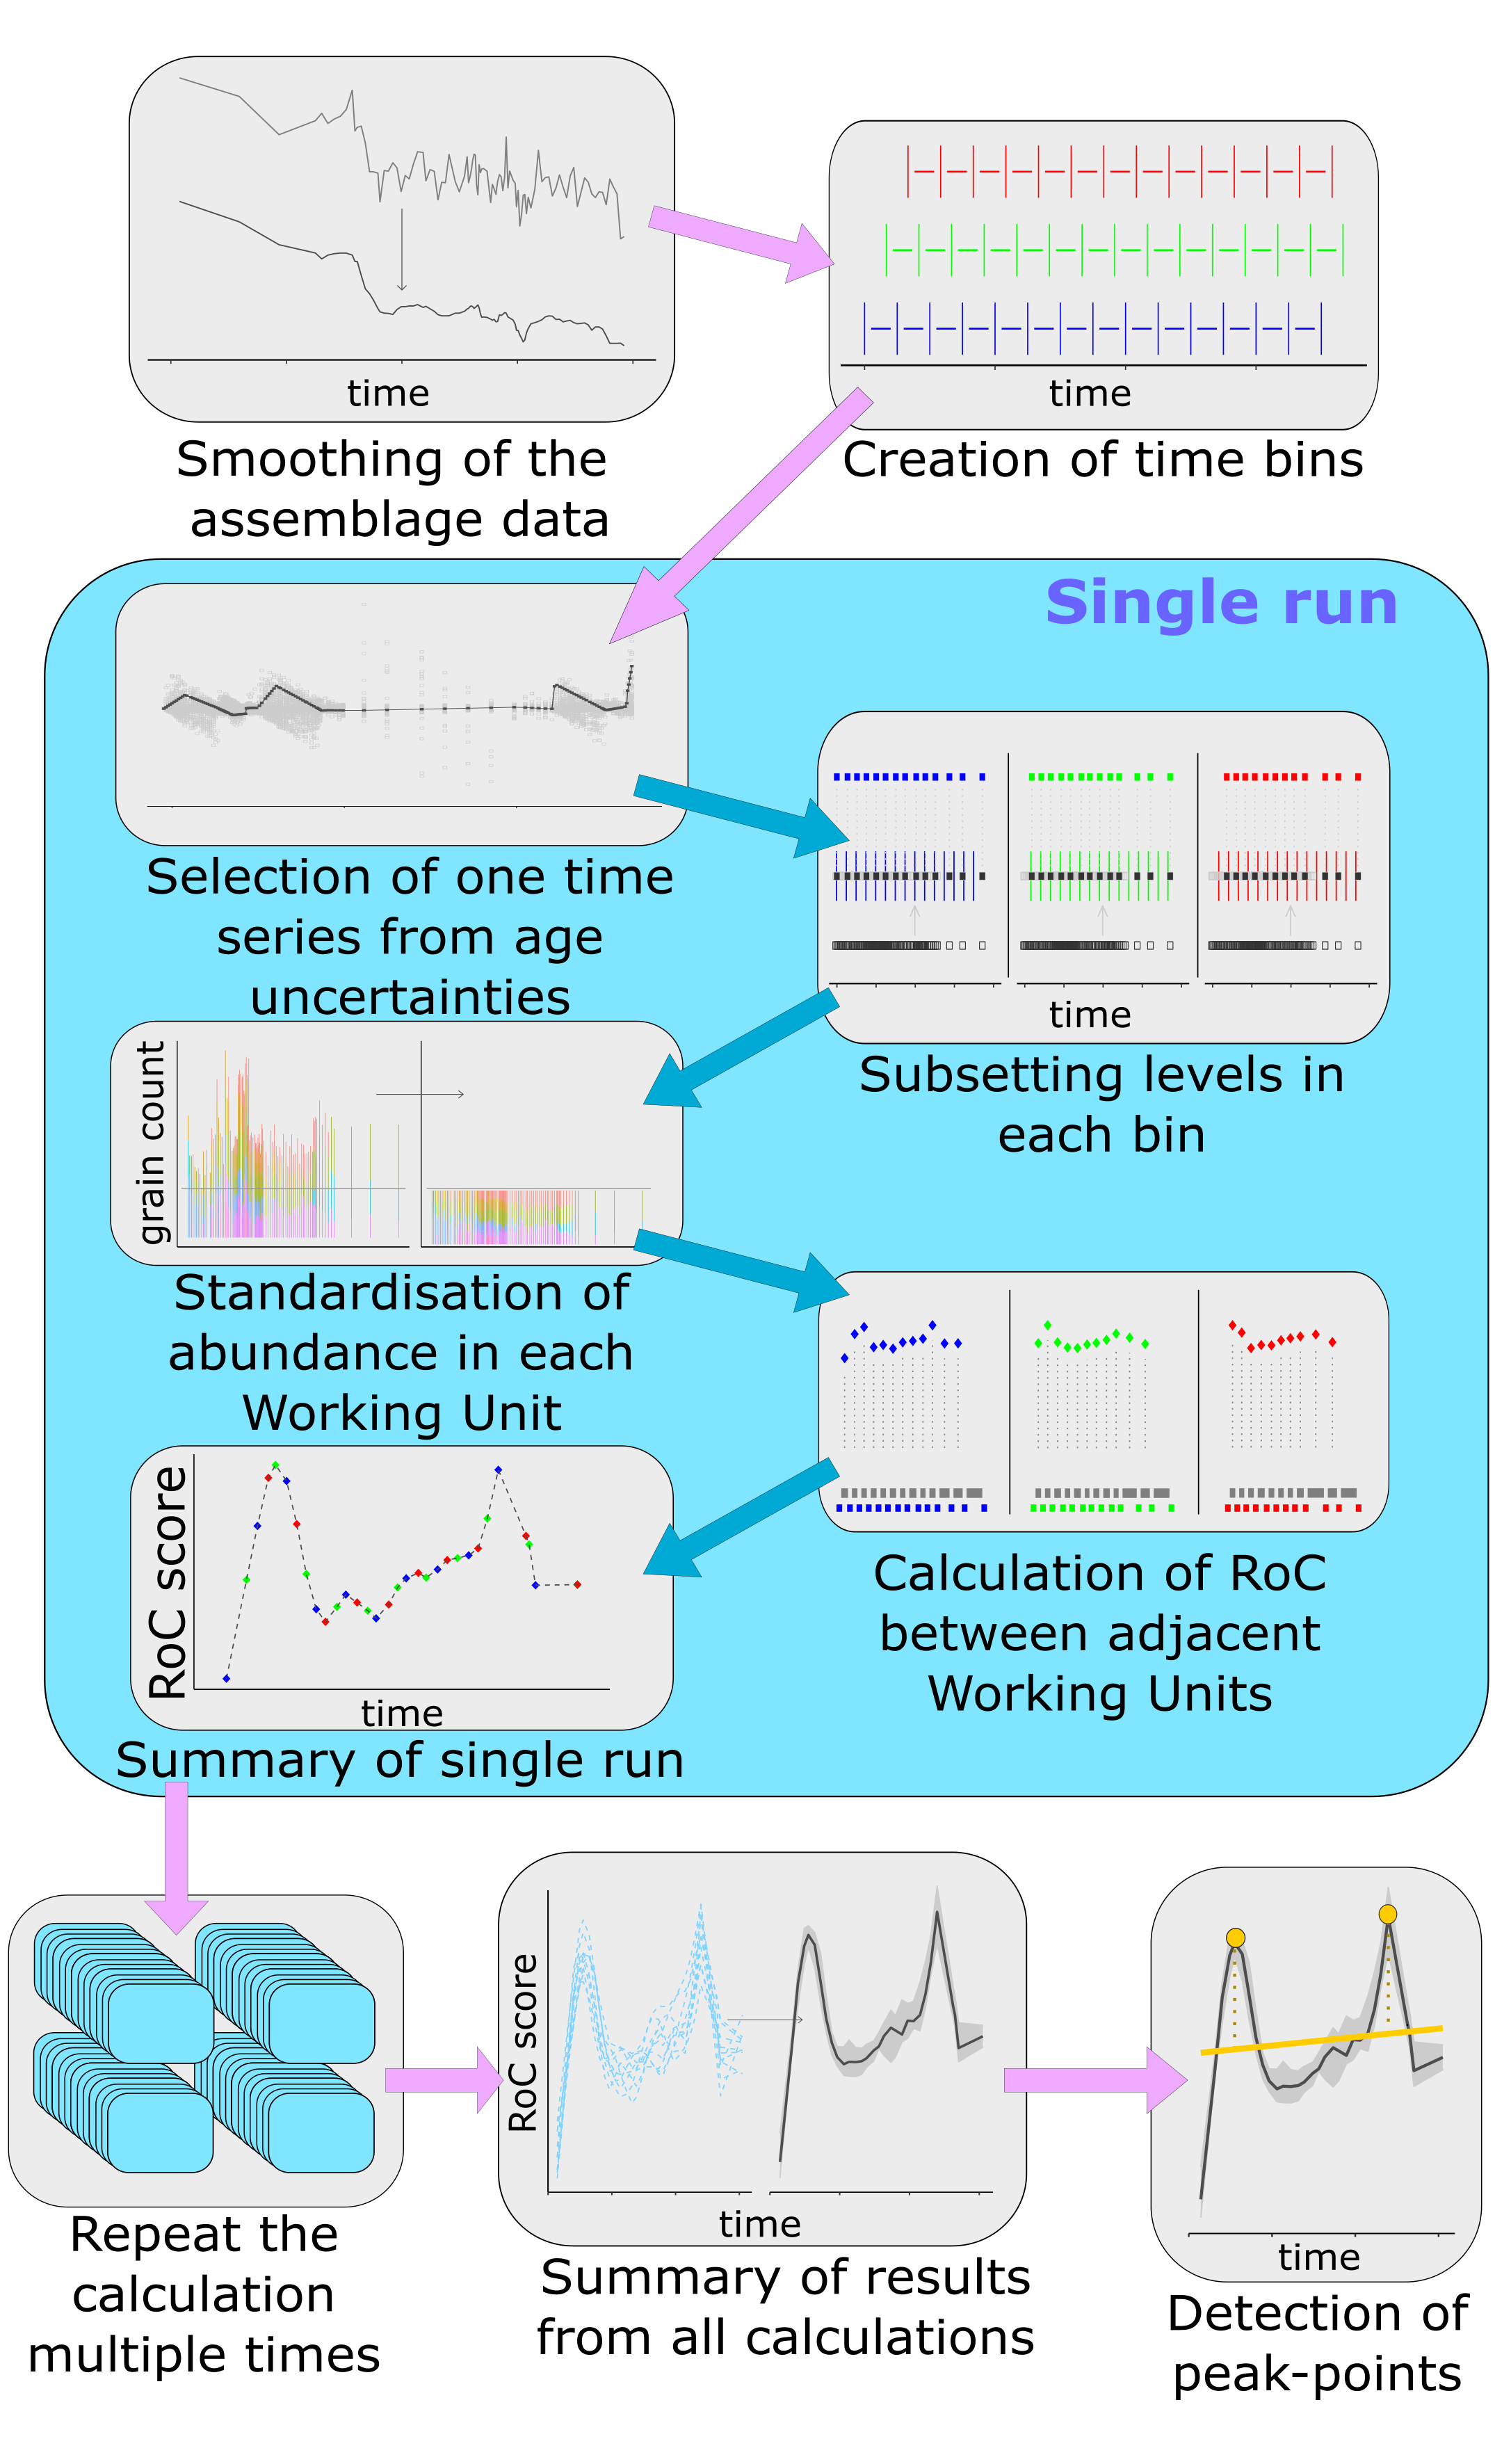 time
Smoothing of the
assemblage data
time
Creation of time bins
Single run
Selection of one time
series from age
uncertainties
time
Subsetting levels in
each bin
grain count
Standardisation of
abundance in each
Working Unit
Calculation of RoC
between adjacent
Working Units
RoC score
time
Summary of single run
Repeat the
calculation
multiple times
RoC score
time
Summary of results
from all calculations
time
Detection of
peak-points